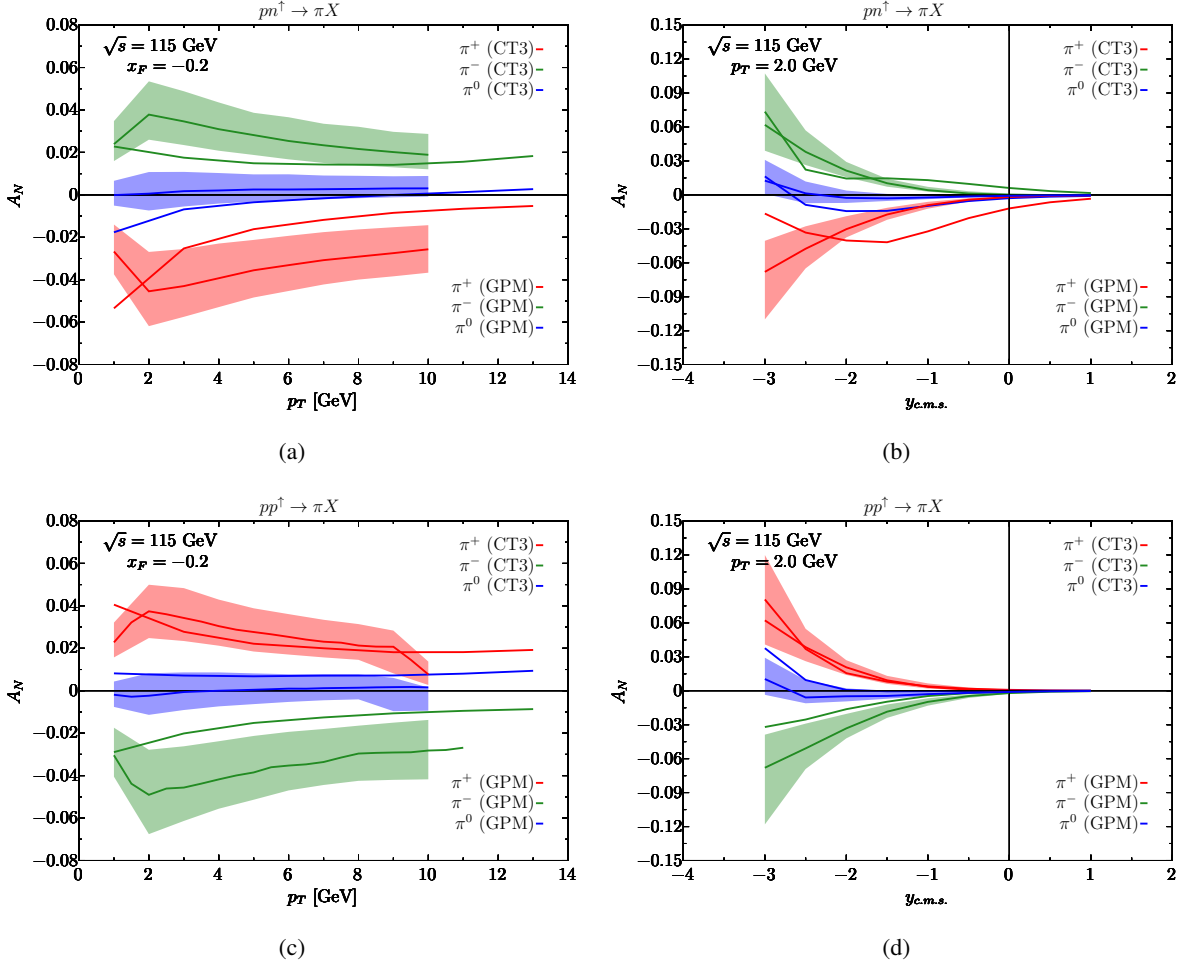 pn↑ → πX
√s = 115 GeV
x_F = −0.2
π⁺ (CT3)
π⁻ (CT3)
π⁰ (CT3)
π⁺ (GPM)
π⁻ (GPM)
π⁰ (GPM)
0.08
0.06
0.04
0.02
0
−0.02
−0.04
−0.06
−0.08
A_N
0 2 4 6 8 10 12 14
p_T [GeV]
(a)
pn↑ → πX
√s = 115 GeV
p_T = 2.0 GeV
π⁺ (CT3)
π⁻ (CT3)
π⁰ (CT3)
π⁺ (GPM)
π⁻ (GPM)
π⁰ (GPM)
0.15
0.12
0.09
0.06
0.03
0
−0.03
−0.06
−0.09
−0.12
−0.15
A_N
−4 −3 −2 −1 0 1 2
y_c.m.s.
(b)
pp↑ → πX
√s = 115 GeV
x_F = −0.2
π⁺ (CT3)
π⁻ (CT3)
π⁰ (CT3)
π⁺ (GPM)
π⁻ (GPM)
π⁰ (GPM)
0.08
0.06
0.04
0.02
0
−0.02
−0.04
−0.06
−0.08
A_N
0 2 4 6 8 10 12 14
p_T [GeV]
(c)
pp↑ → πX
√s = 115 GeV
p_T = 2.0 GeV
π⁺ (CT3)
π⁻ (CT3)
π⁰ (CT3)
π⁺ (GPM)
π⁻ (GPM)
π⁰ (GPM)
0.15
0.12
0.09
0.06
0.03
0
−0.03
−0.06
−0.09
−0.12
−0.15
A_N
−4 −3 −2 −1 0 1 2
y_c.m.s.
(d)